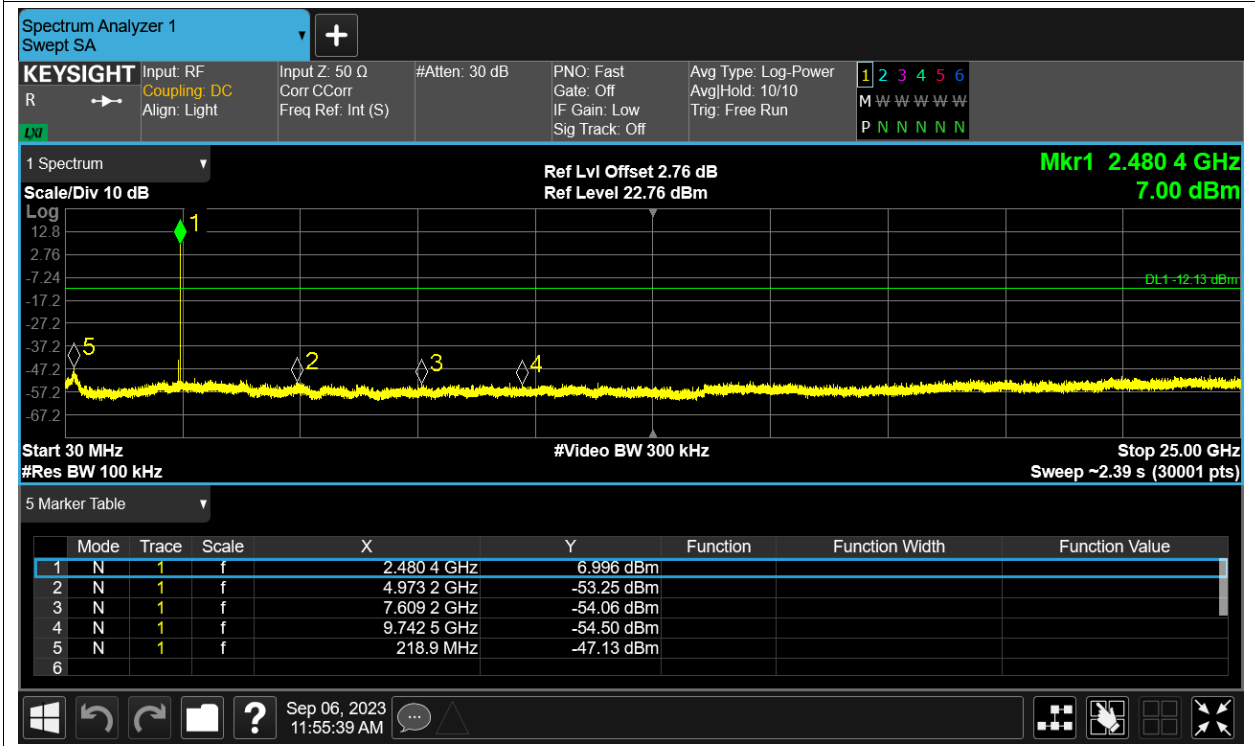 Spectrum Analyzer 1
Swept SA
+
KEYSIGHT Input: RF Input Z: 50 Ω #Atten: 30 dB PNO: Fast Avg Type: Log-Power 1 2 3 4 5 6
R Coupling: DC Corr CCorr Gate: Off Avg|Hold: 10/10 M W W W W W
Align: Light Freq Ref: Int (S) IF Gain: Low Trig: Free Run
LXI Sig Track: Off P N N N N N
1 Spectrum Ref Lvl Offset 2.76 dB Mkr1 2.480 4 GHz
Scale/Div 10 dB Ref Level 22.76 dBm 7.00 dBm
Log
1
12.8
2.76
-7.24 DL1 -12.13 dBm
-17.2
-27.2
-37.2 5
-47.2 2 3 4
-57.2
-67.2
Start 30 MHz #Video BW 300 kHz Stop 25.00 GHz
#Res BW 100 kHz Sweep ~2.39 s (30001 pts)
5 Marker Table
Mode Trace Scale X Y Function Function Width Function Value
1 N 1 f 2.480 4 GHz 6.996 dBm
2 N 1 f 4.973 2 GHz -53.25 dBm
3 N 1 f 7.609 2 GHz -54.06 dBm
4 N 1 f 9.742 5 GHz -54.50 dBm
5 N 1 f 218.9 MHz -47.13 dBm
6
? Sep 06, 2023
11:55:39 AM